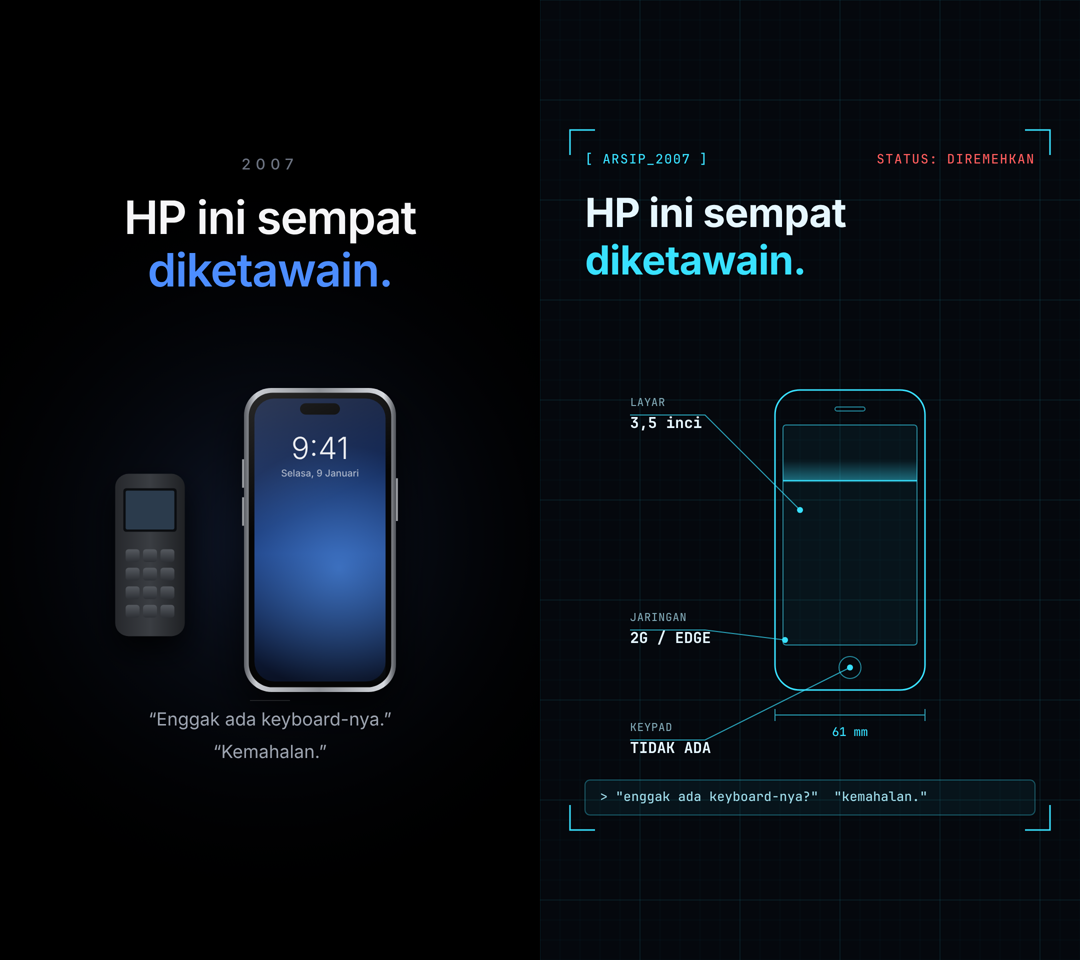 2007
HP ini sempat
diketawain.
9:41
Selasa, 9 Januari
“Enggak ada keyboard-nya.”
“Kemahalan.”
[ ARSIP_2007 ]
STATUS: DIREMEHKAN
HP ini sempat
diketawain.
LAYAR
3,5 inci
JARINGAN
2G / EDGE
KEYPAD
TIDAK ADA
61 mm
> "enggak ada keyboard-nya?" "kemahalan."